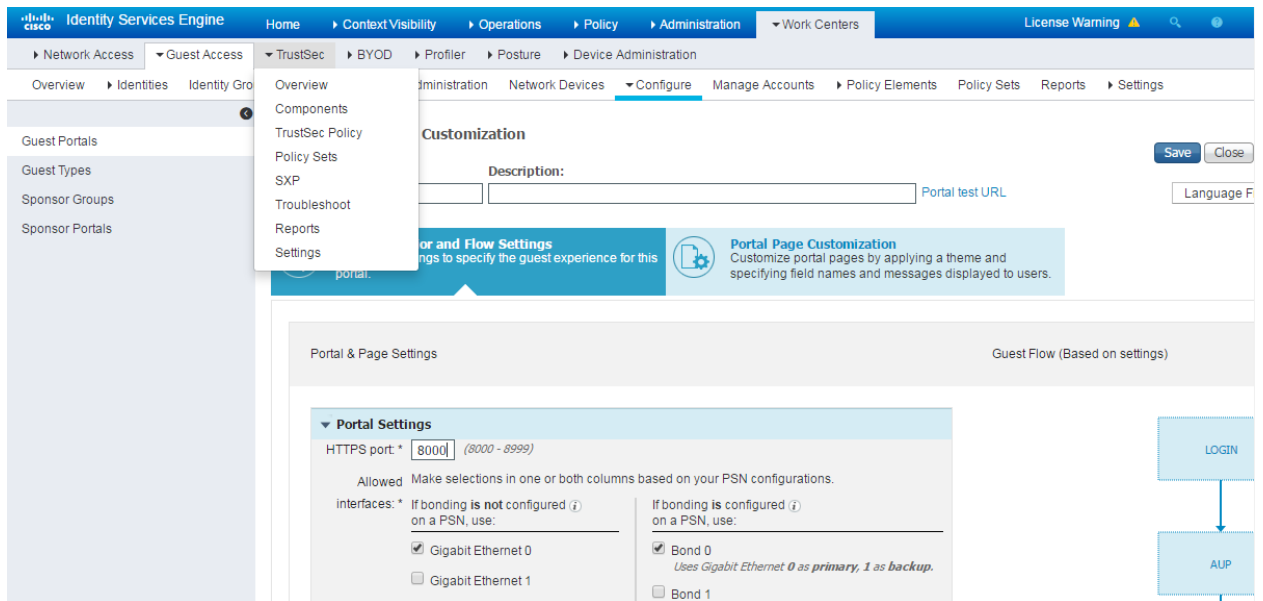 CISCO Identity Services Engine Home Context Visibility Operations Policy Administration Work Centers License Warning
Network Access Guest Access TrustSec BYOD Profiler Posture Device Administration
Overview Identities Identity Gro dministration Network Devices Configure Manage Accounts Policy Elements Policy Sets Reports Settings
Overview
Components
TrustSec Policy
Policy Sets
SXP
Troubleshoot
Reports
Settings
Guest Portals
Guest Types
Sponsor Groups
Sponsor Portals
Customization
Save Close
Description:
Portal test URL
Language F
or and Flow Settings
ngs to specify the guest experience for this
portal.
Portal Page Customization
Customize portal pages by applying a theme and
specifying field names and messages displayed to users.
Portal & Page Settings
Guest Flow (Based on settings)
Portal Settings
HTTPS port: * 8000 (8000 - 8999)
Allowed Make selections in one or both columns based on your PSN configurations.
interfaces: * If bonding is not configured i
on a PSN, use:
If bonding is configured i
on a PSN, use:
Gigabit Ethernet 0
Gigabit Ethernet 1
Bond 0
Uses Gigabit Ethernet 0 as primary, 1 as backup.
Bond 1
LOGIN
AUP